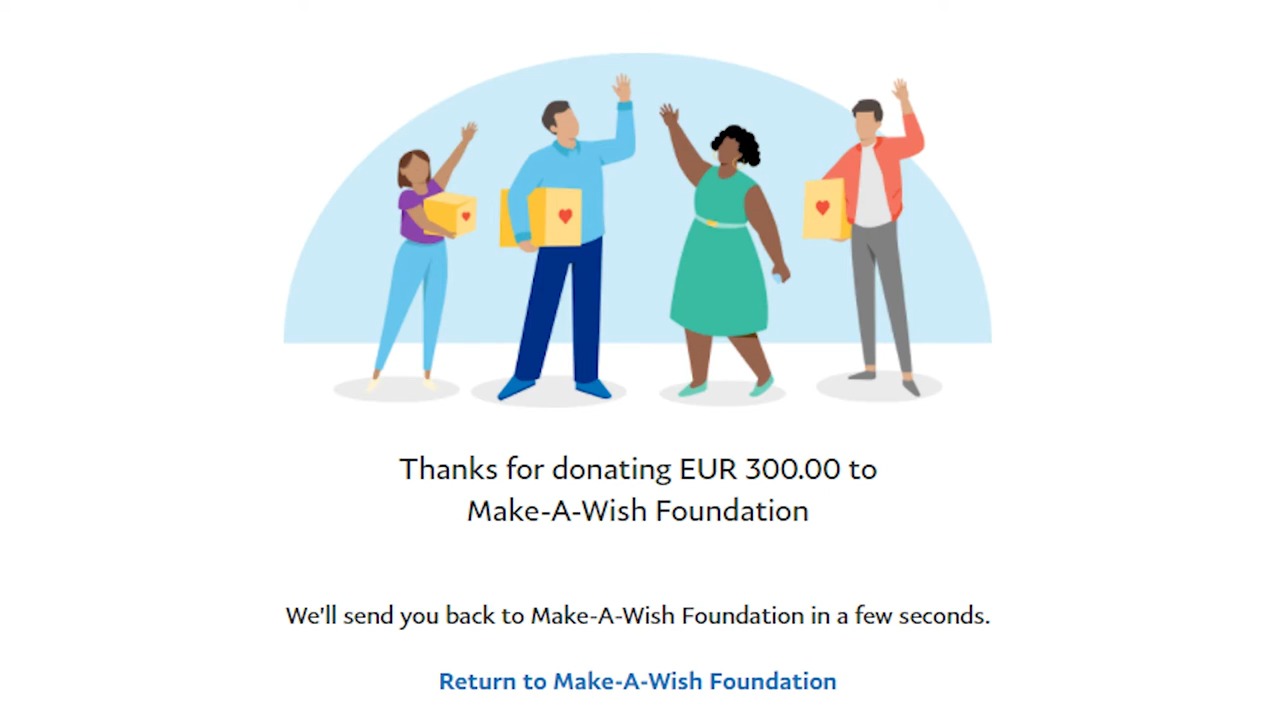 Thanks for donating EUR 300.00 to
Make-A-Wish Foundation
We'll send you back to Make-A-Wish Foundation in a few seconds.
Return to Make-A-Wish Foundation